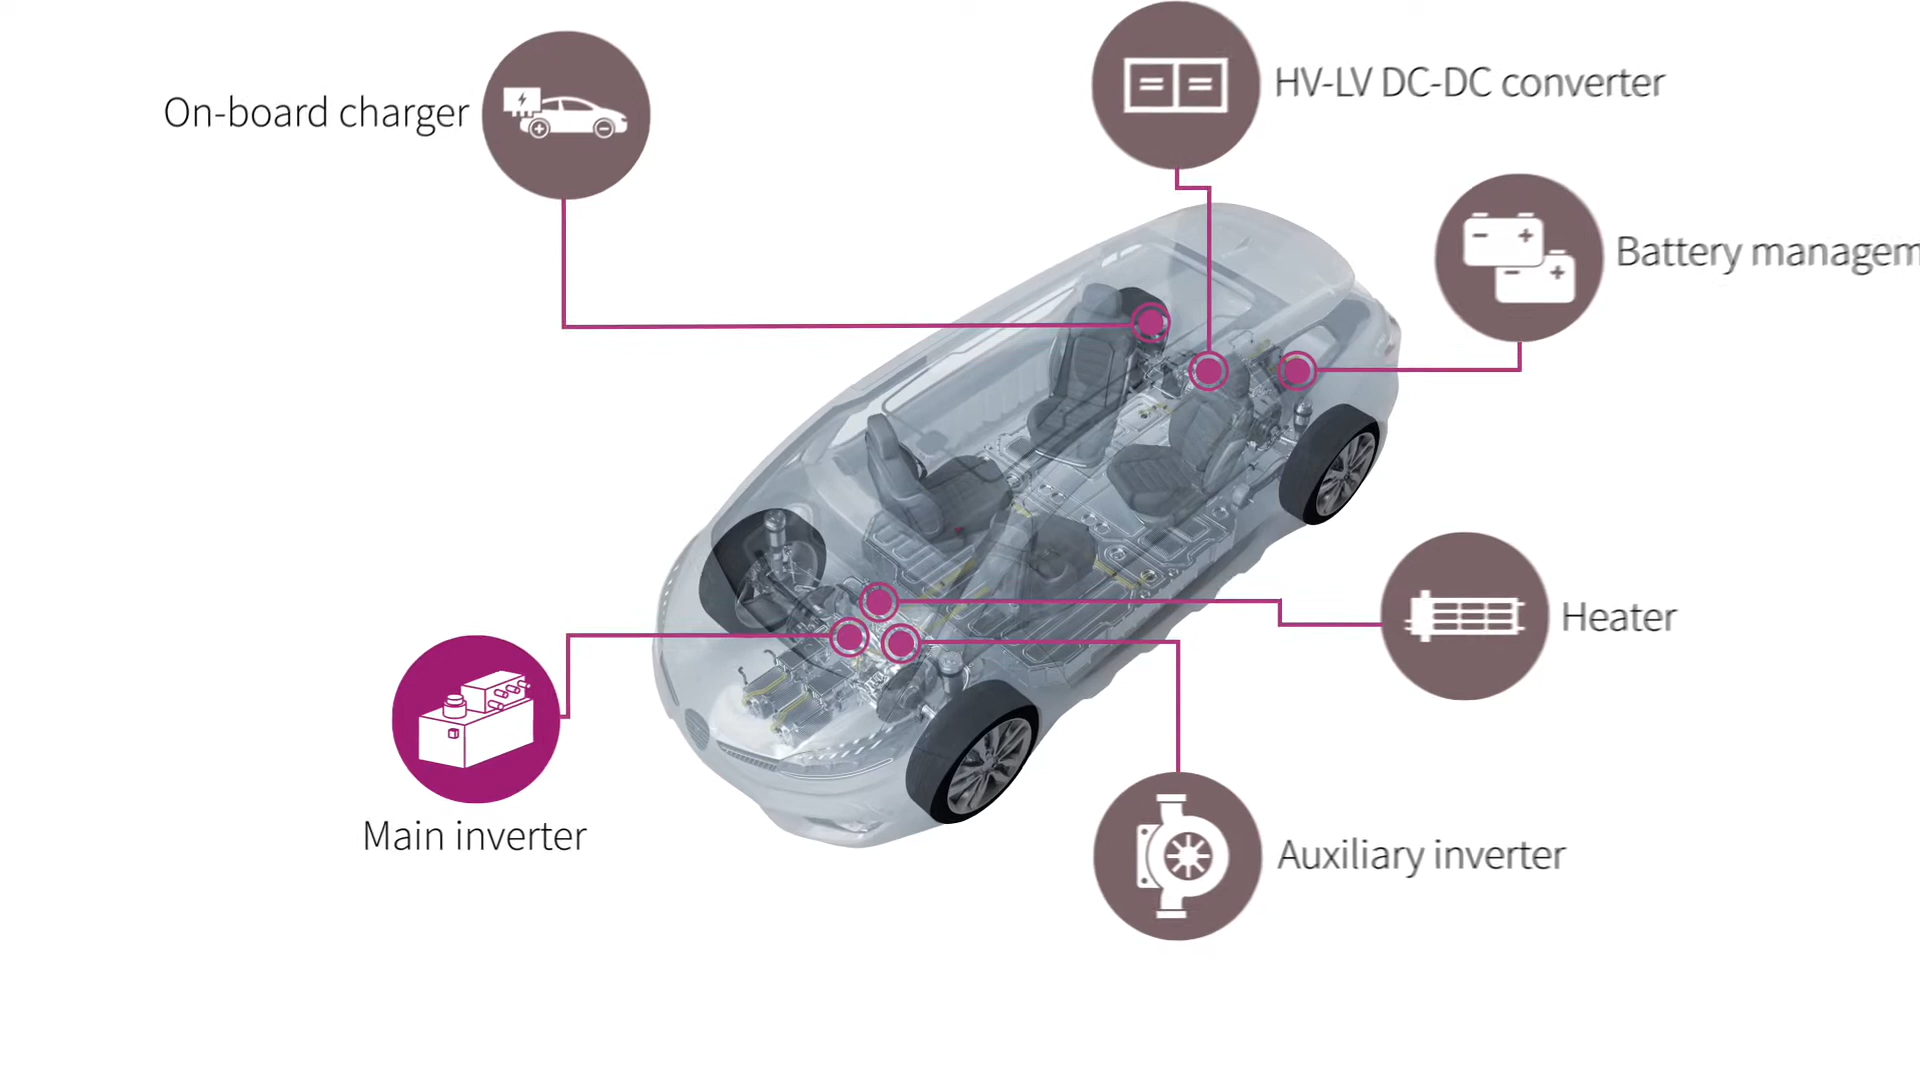 On-board charger
HV-LV DC-DC converter
Battery managem
Heater
Main inverter
Auxiliary inverter